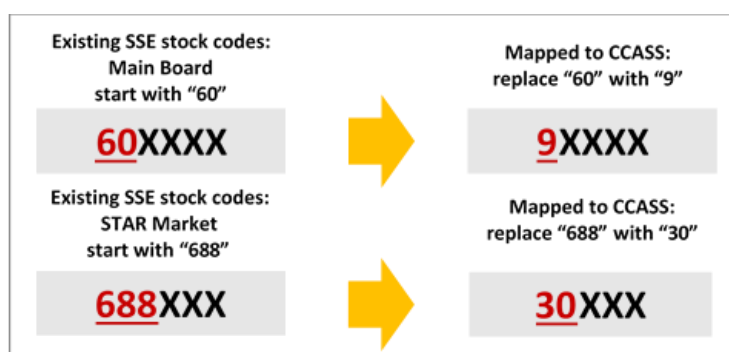 Existing SSE stock codes:
Main Board
start with “60”
Mapped to CCASS:
replace “60” with “9”
60XXXX
9XXXX
Existing SSE stock codes:
STAR Market
start with “688”
Mapped to CCASS:
replace “688” with “30”
688XXX
30XXX